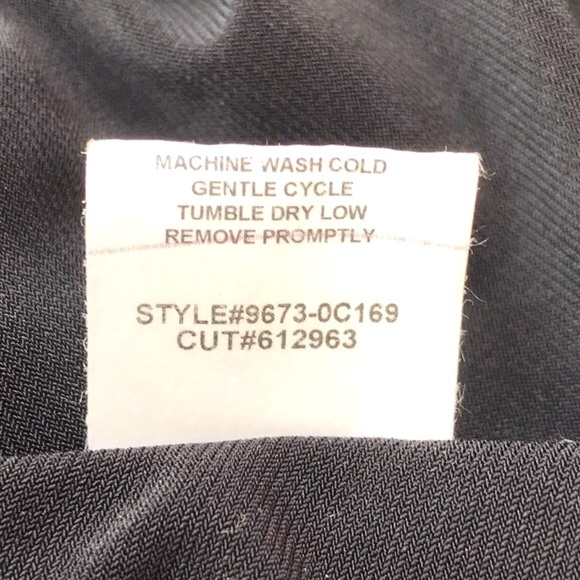 MACHINE WASH COLD
GENTLE CYCLE
TUMBLE DRY LOW
REMOVE PROMPTLY
STYLE#9673-0C169
CUT#612963